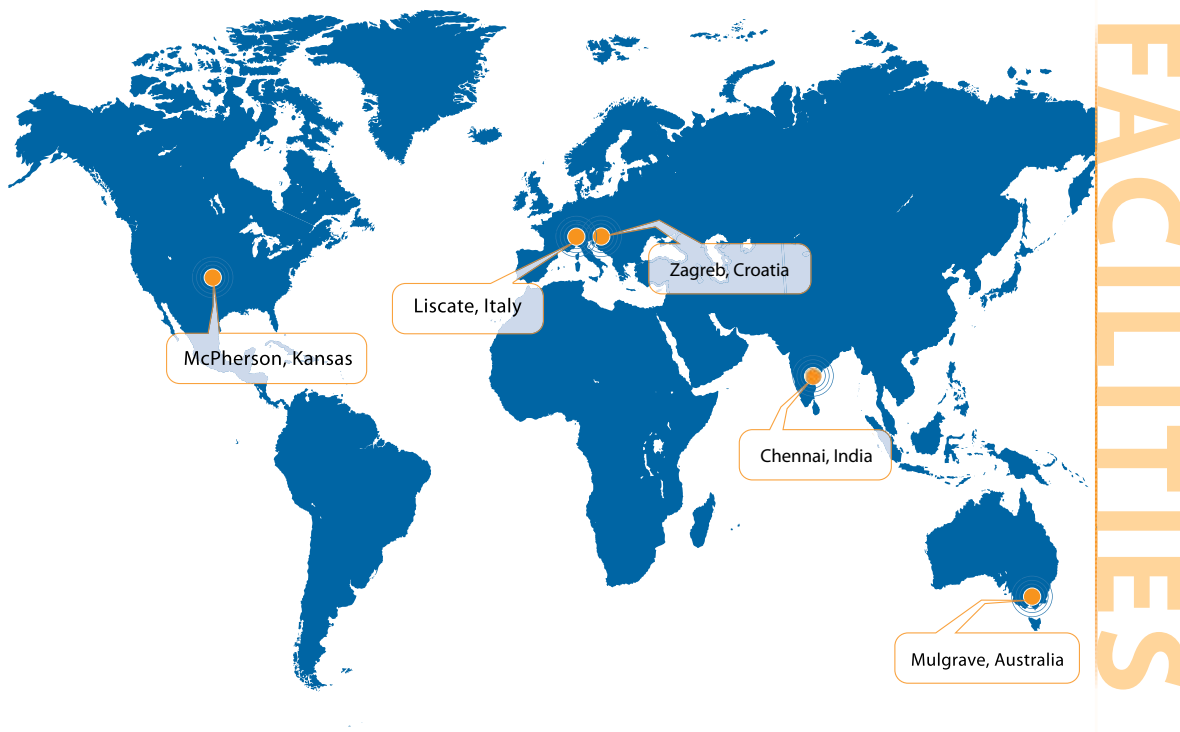 FACILITIES
Zagreb, Croatia
Liscate, Italy
McPherson, Kansas
Chennai, India
Mulgrave, Australia